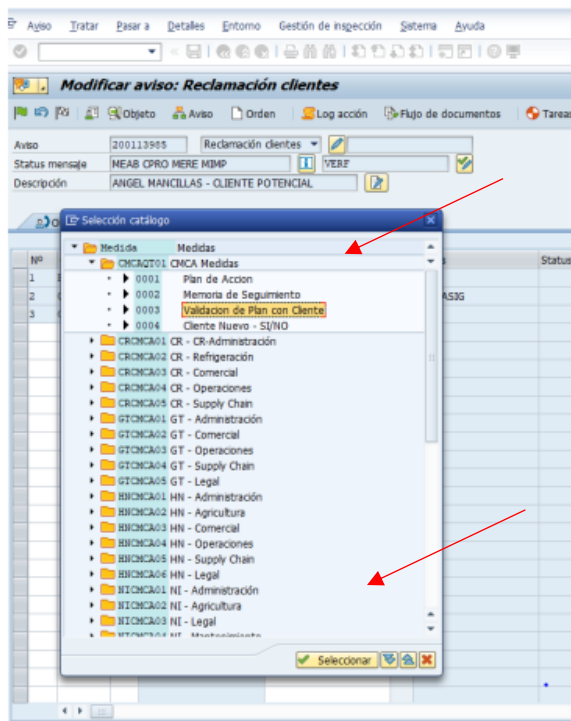 Aviso Tratar Pasar a Detalles Entorno Gestión de inspección Sistema Ayuda
Modificar aviso: Reclamación clientes
Objeto Aviso Orden Log acción Flujo de documentos Tareas
Aviso 200113985 Reclamación clientes
Status mensaje MEAB CPRO MERE MIMP VERF
Descripción ANGEL MANCILLAS - CLIENTE POTENCIAL
Selección catálogo
Nº Status
Medida Medidas
CMCAQT01 CMCA Medidas
1
0001 Plan de Accion
2 0002 Memoria de Seguimiento ASIG
3 0003 Validacion de Plan con Cliente
0004 Cliente Nuevo - SI/NO
CRCMCA01 CR - CR-Administración
CRCMCA02 CR - Refrigeración
CRCMCA03 CR - Comercial
CRCMCA04 CR - Operaciones
CRCMCA05 CR - Supply Chain
GTCMCA01 GT - Administración
GTCMCA02 GT - Comercial
GTCMCA03 GT - Operaciones
GTCMCA04 GT - Supply Chain
GTCMCA05 GT - Legal
HNCMCA01 HN - Administración
HNCMCA02 HN - Agricultura
HNCMCA03 HN - Comercial
HNCMCA04 HN - Operaciones
HNCMCA05 HN - Supply Chain
HNCMCA06 HN - Legal
NICMCA01 NI - Administración
NICMCA02 NI - Agricultura
NICMCA03 NI - Legal
NICMCA04 NI - Mantenimiento
Seleccionar